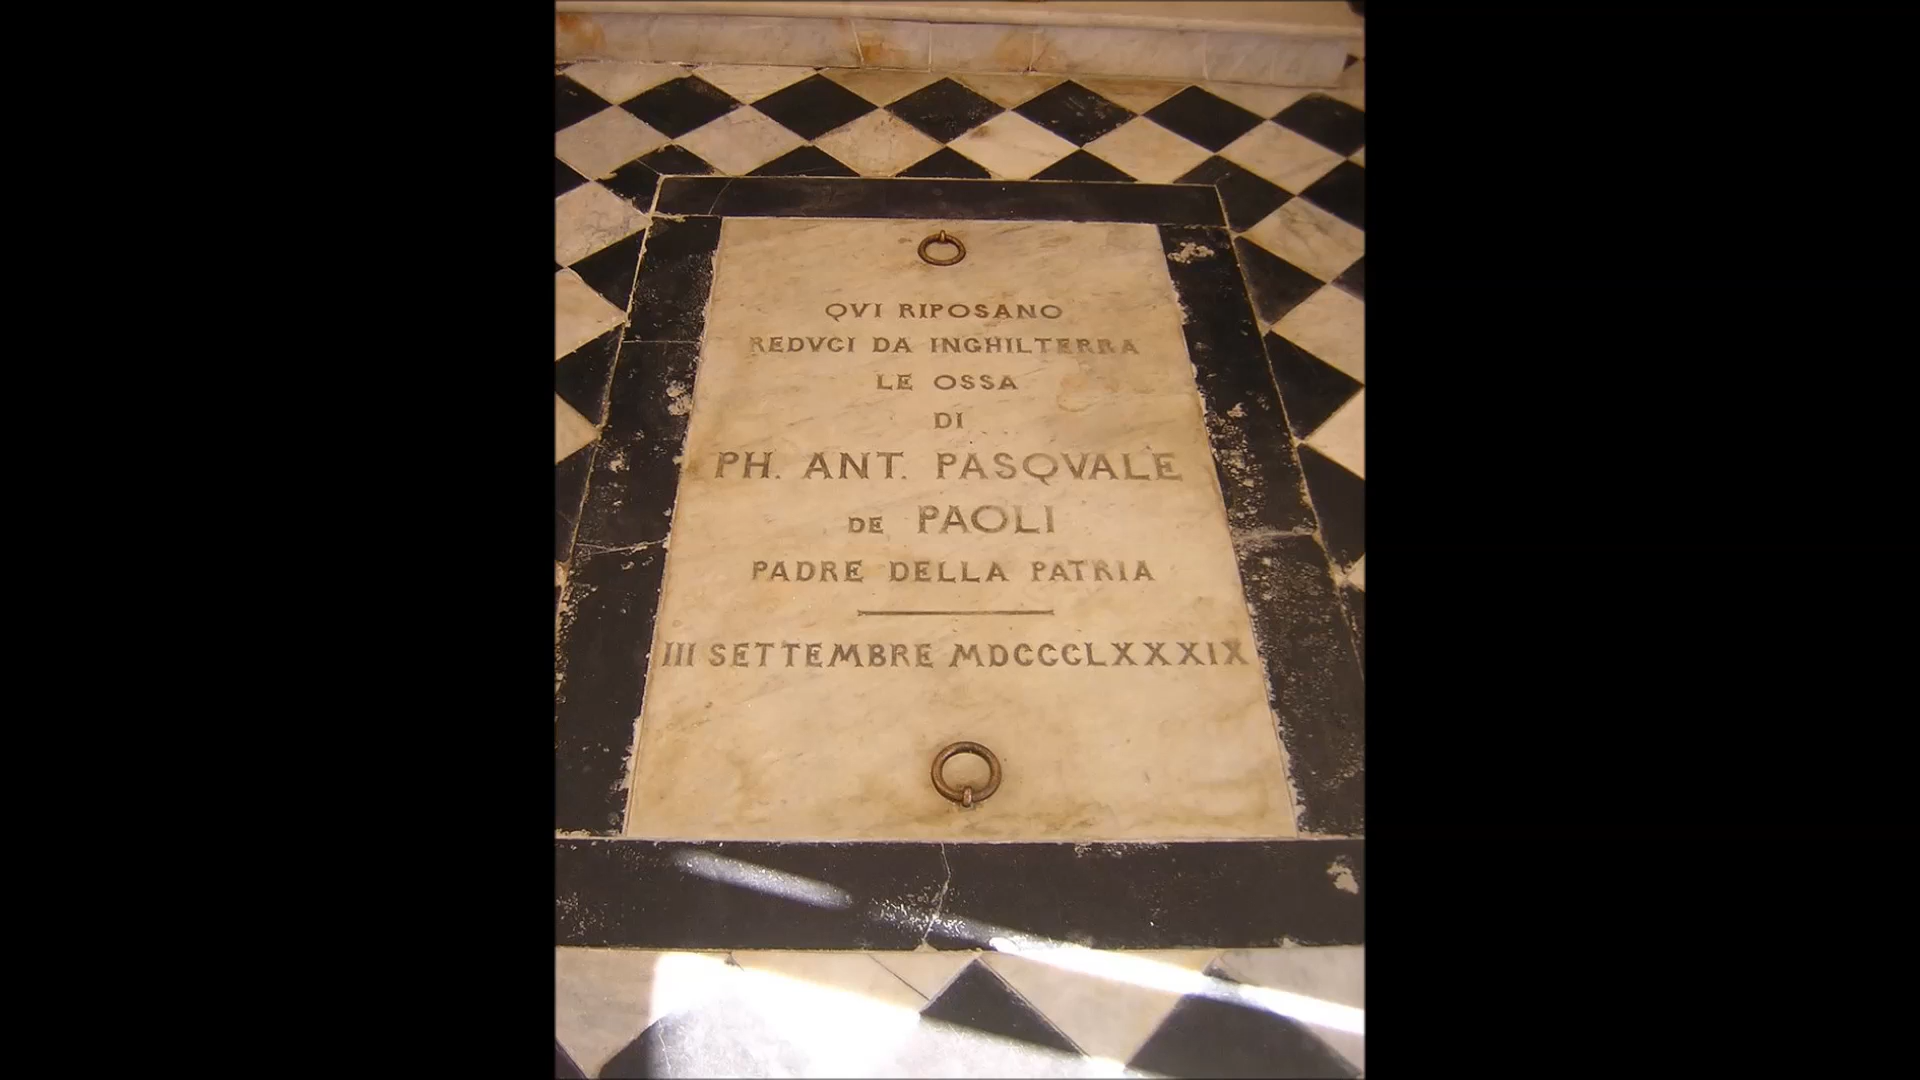 QVI RIPOSANO
REDVCI DA INGHILTERRA
LE OSSA
DI
PH. ANT. PASQVALE
DE PAOLI
PADRE DELLA PATRIA
III SETTEMBRE MDCCCLXXXIX